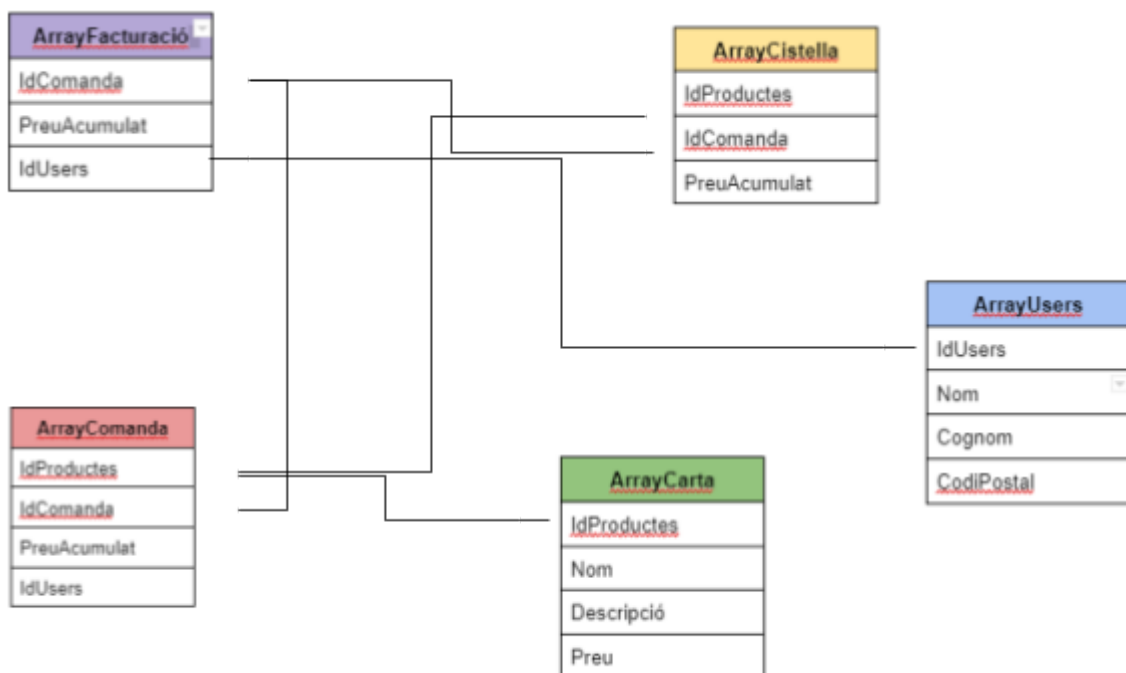 ArrayFacturació
IdComanda
PreuAcumulat
IdUsers
ArrayCistella
IdProductes
IdComanda
PreuAcumulat
ArrayUsers
IdUsers
Nom
Cognom
CodiPostal
ArrayComanda
IdProductes
IdComanda
PreuAcumulat
IdUsers
ArrayCarta
IdProductes
Nom
Descripció
Preu